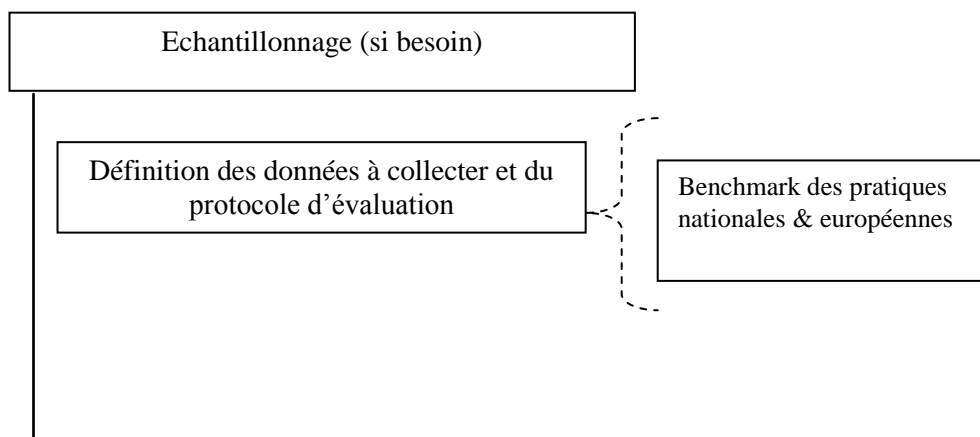 Echantillonnage (si besoin)
Définition des données à collecter et du
protocole d’évaluation
Benchmark des pratiques
nationales & européennes